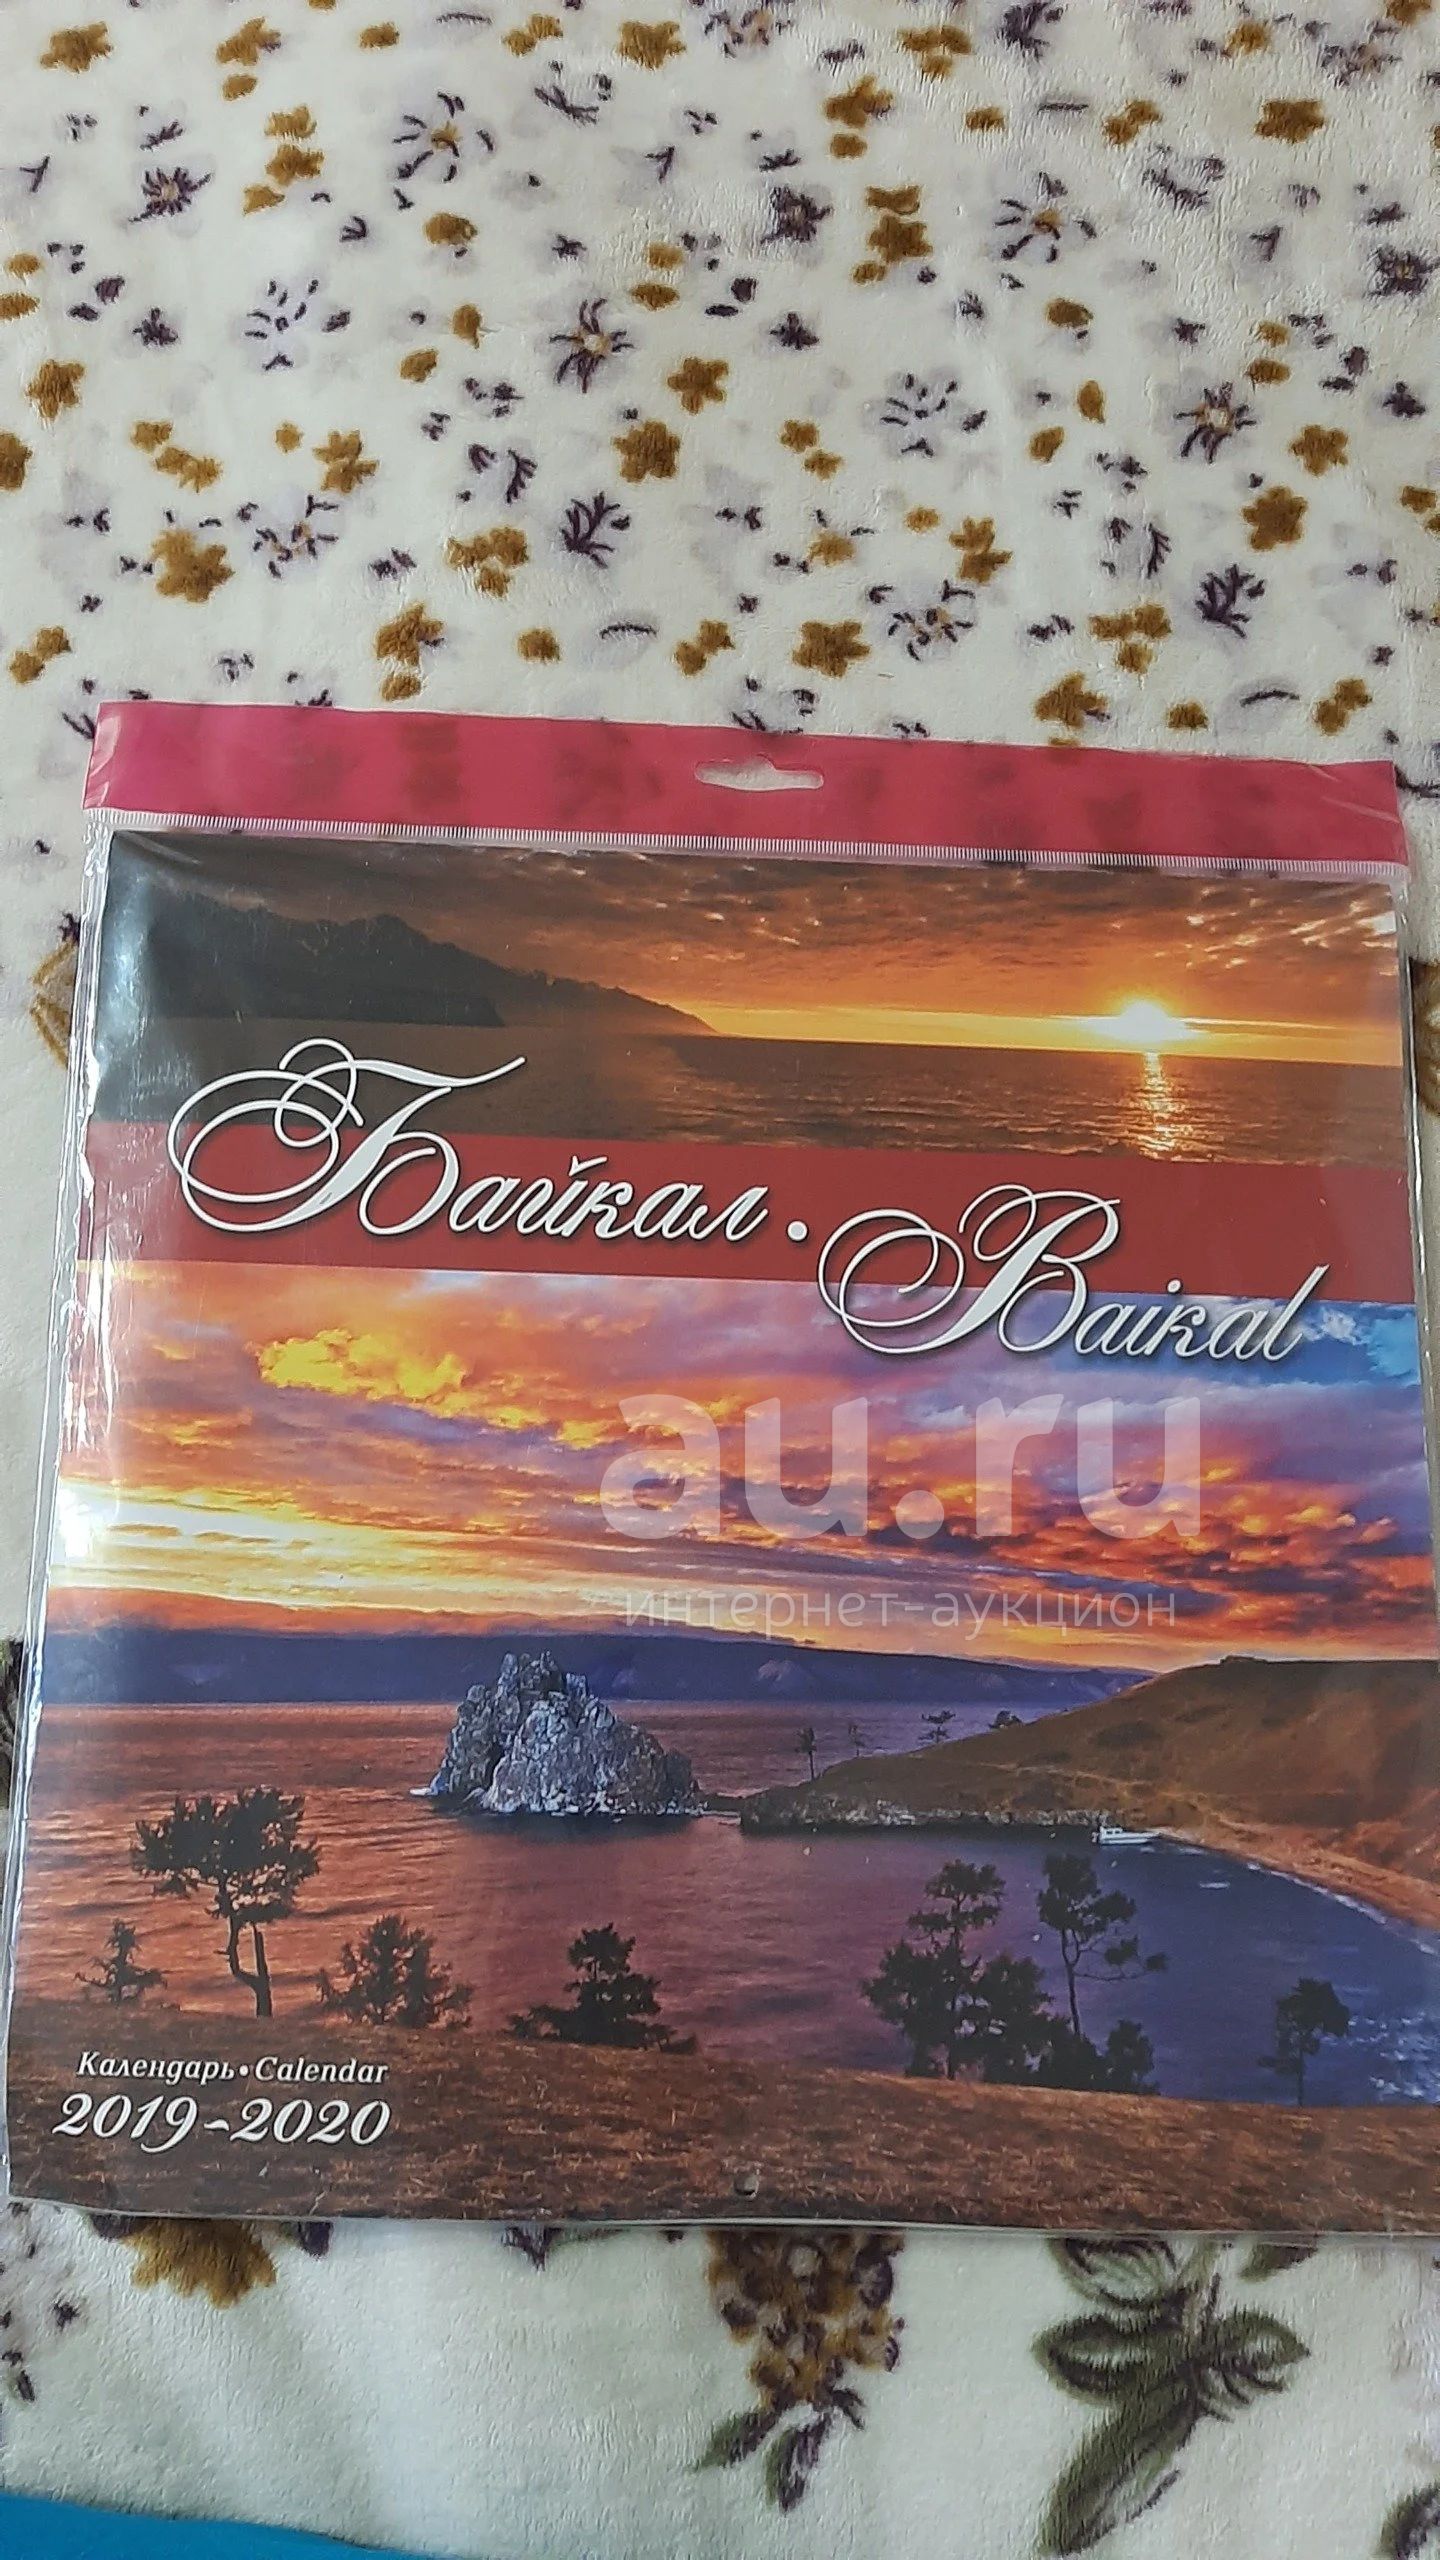 Байкал · Baikal
au.ru
интернет-аукцион
Календарь • Calendar
2019~2020